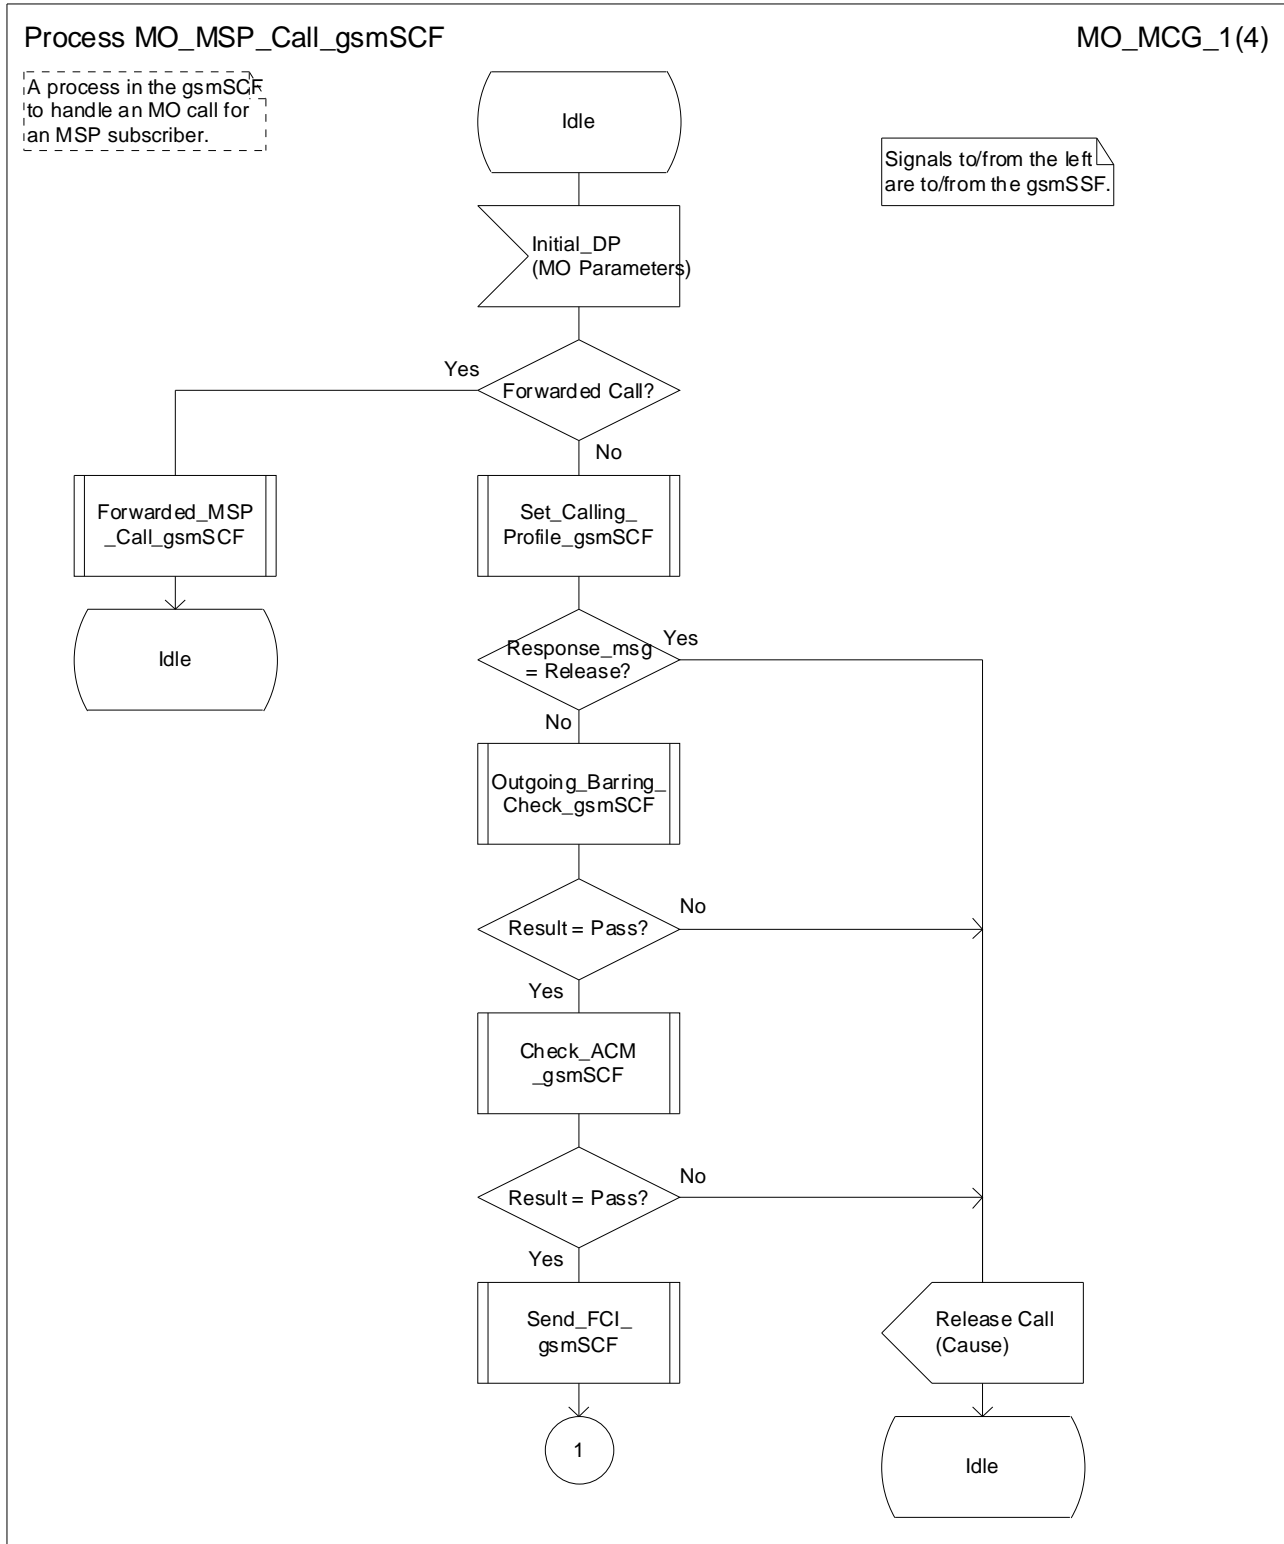 Process MO_MSP_Call_gsmSCF
MO_MCG_1(4)
A process in the gsmSCF
to handle an MO call for
an MSP subscriber.
Idle
Signals to/from the left
are to/from the gsmSSF.
Initial_DP
(MO Parameters)
Yes
Forwarded Call?
No
Forwarded_MSP
_Call_gsmSCF
Set_Calling_
Profile_gsmSCF
Idle
Response_msg
= Release?
Yes
No
Outgoing_Barring_
Check_gsmSCF
Result = Pass?
No
Yes
Check_ACM
_gsmSCF
Result = Pass?
No
Yes
Send_FCI_
gsmSCF
Release Call
(Cause)
1
Idle